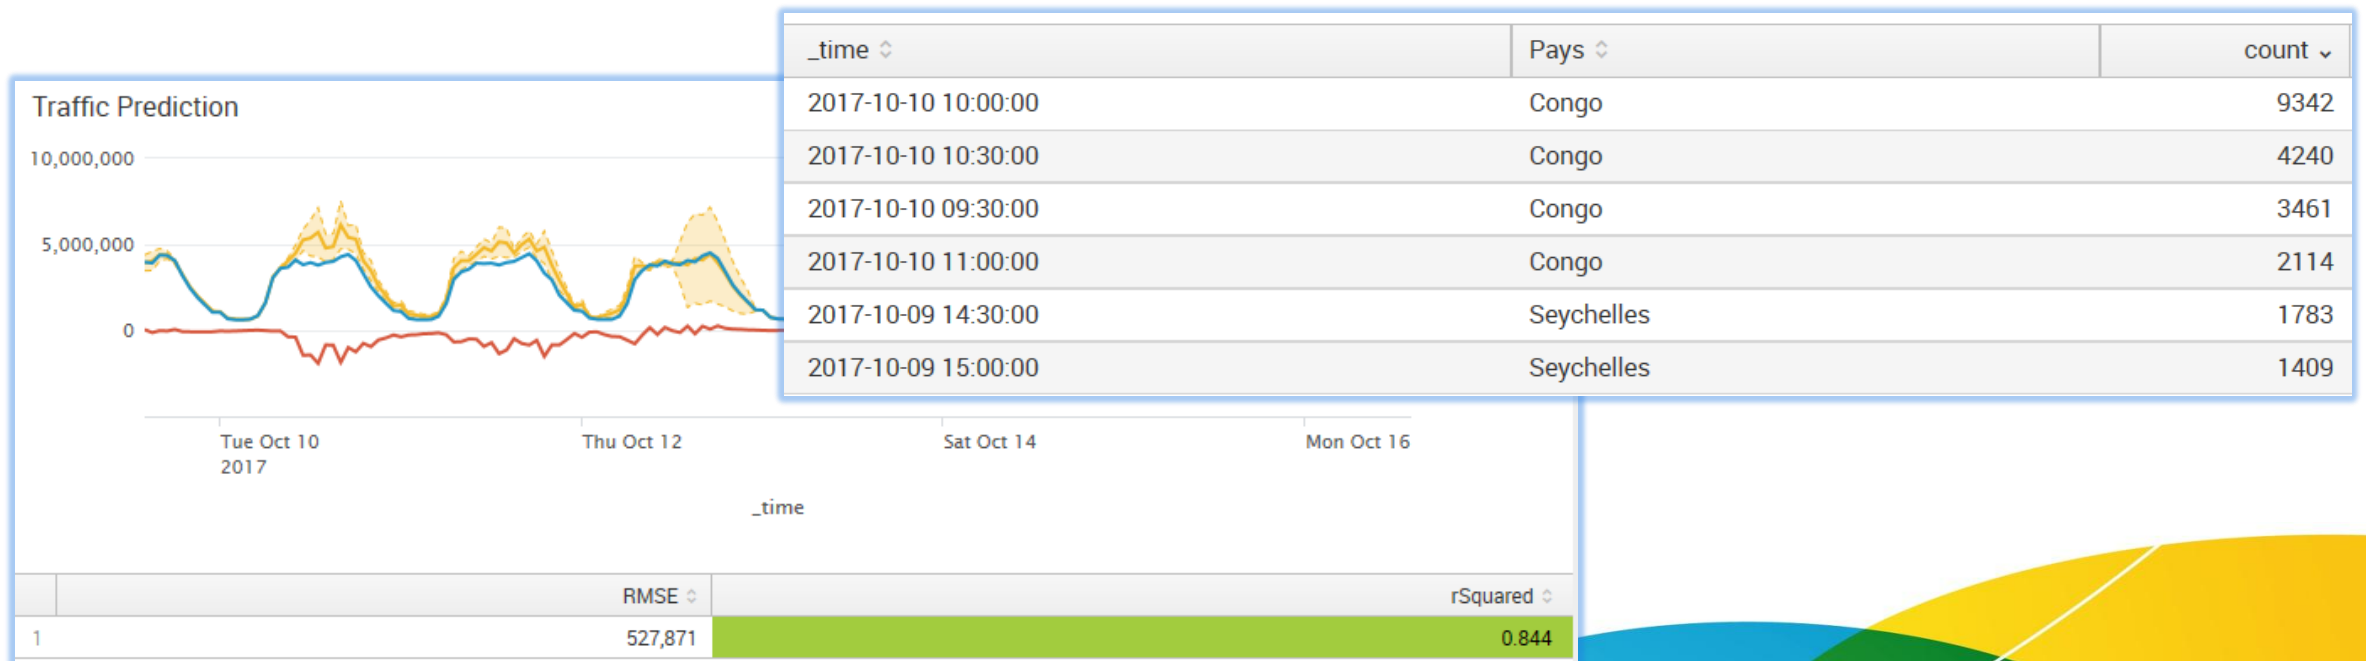 _time Pays count
2017-10-10 10:00:00 Congo 9342
2017-10-10 10:30:00 Congo 4240
2017-10-10 09:30:00 Congo 3461
2017-10-10 11:00:00 Congo 2114
2017-10-09 14:30:00 Seychelles 1783
2017-10-09 15:00:00 Seychelles 1409
Traffic Prediction
10,000,000
5,000,000
0
Tue Oct 10 Thu Oct 12 Sat Oct 14 Mon Oct 16
2017
_time
RMSE rSquared
1 527,871 0.844